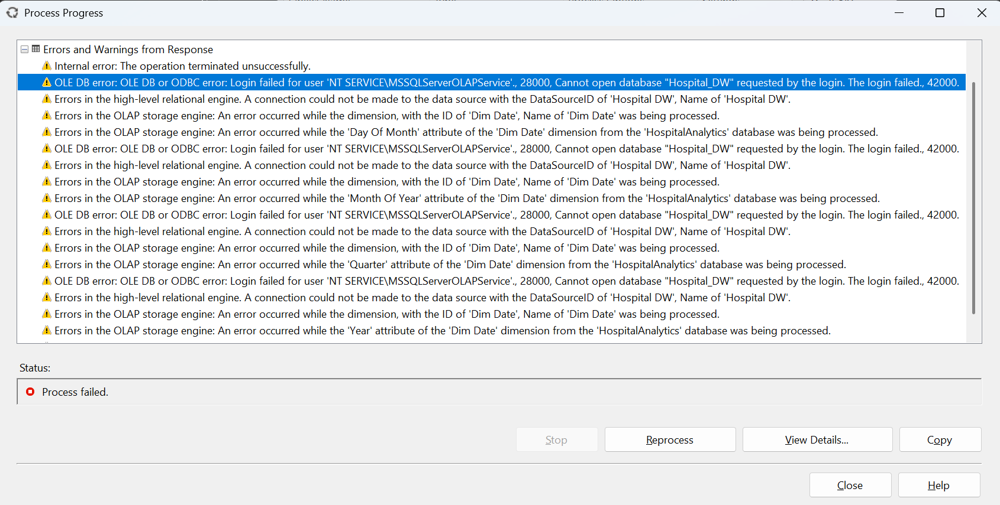 Process Progress
Errors and Warnings from Response
Internal error: The operation terminated unsuccessfully.
OLE DB error: OLE DB or ODBC error: Login failed for user 'NT SERVICE\MSSQLServerOLAPService'., 28000, Cannot open database "Hospital_DW" requested by the login. The login failed., 42000.
Errors in the high-level relational engine. A connection could not be made to the data source with the DataSourceID of 'Hospital DW', Name of 'Hospital DW'.
Errors in the OLAP storage engine: An error occurred while the dimension, with the ID of 'Dim Date', Name of 'Dim Date' was being processed.
Errors in the OLAP storage engine: An error occurred while the 'Day Of Month' attribute of the 'Dim Date' dimension from the 'HospitalAnalytics' database was being processed.
OLE DB error: OLE DB or ODBC error: Login failed for user 'NT SERVICE\MSSQLServerOLAPService'., 28000, Cannot open database "Hospital_DW" requested by the login. The login failed., 42000.
Errors in the high-level relational engine. A connection could not be made to the data source with the DataSourceID of 'Hospital DW', Name of 'Hospital DW'.
Errors in the OLAP storage engine: An error occurred while the dimension, with the ID of 'Dim Date', Name of 'Dim Date' was being processed.
Errors in the OLAP storage engine: An error occurred while the 'Month Of Year' attribute of the 'Dim Date' dimension from the 'HospitalAnalytics' database was being processed.
OLE DB error: OLE DB or ODBC error: Login failed for user 'NT SERVICE\MSSQLServerOLAPService'., 28000, Cannot open database "Hospital_DW" requested by the login. The login failed., 42000.
Errors in the high-level relational engine. A connection could not be made to the data source with the DataSourceID of 'Hospital DW', Name of 'Hospital DW'.
Errors in the OLAP storage engine: An error occurred while the dimension, with the ID of 'Dim Date', Name of 'Dim Date' was being processed.
Errors in the OLAP storage engine: An error occurred while the 'Quarter' attribute of the 'Dim Date' dimension from the 'HospitalAnalytics' database was being processed.
OLE DB error: OLE DB or ODBC error: Login failed for user 'NT SERVICE\MSSQLServerOLAPService'., 28000, Cannot open database "Hospital_DW" requested by the login. The login failed., 42000.
Errors in the high-level relational engine. A connection could not be made to the data source with the DataSourceID of 'Hospital DW', Name of 'Hospital DW'.
Errors in the OLAP storage engine: An error occurred while the dimension, with the ID of 'Dim Date', Name of 'Dim Date' was being processed.
Errors in the OLAP storage engine: An error occurred while the 'Year' attribute of the 'Dim Date' dimension from the 'HospitalAnalytics' database was being processed.
Status:
Process failed.
Stop
Reprocess
View Details...
Copy
Close
Help